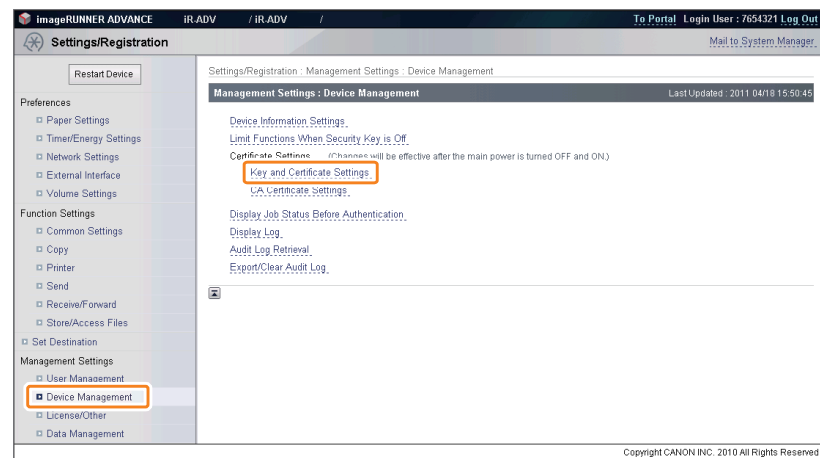 imageRUNNER ADVANCE iR-ADV / iR-ADV /
To Portal Login User : 7654321 Log Out
Settings/Registration
Mail to System Manager
Restart Device
Settings/Registration : Management Settings : Device Management
Management Settings : Device Management
Last Updated : 2011 04/18 15:50:45
Preferences
Paper Settings
Timer/Energy Settings
Network Settings
External Interface
Volume Settings
Function Settings
Common Settings
Copy
Printer
Send
Receive/Forward
Store/Access Files
Set Destination
Management Settings
User Management
Device Management
License/Other
Data Management
Device Information Settings
Limit Functions When Security Key is Off
Certificate Settings (Changes will be effective after the main power is turned OFF and ON.)
Key and Certificate Settings
CA Certificate Settings
Display Job Status Before Authentication
Display Log
Audit Log Retrieval
Export/Clear Audit Log
Copyright CANON INC. 2010 All Rights Reserved